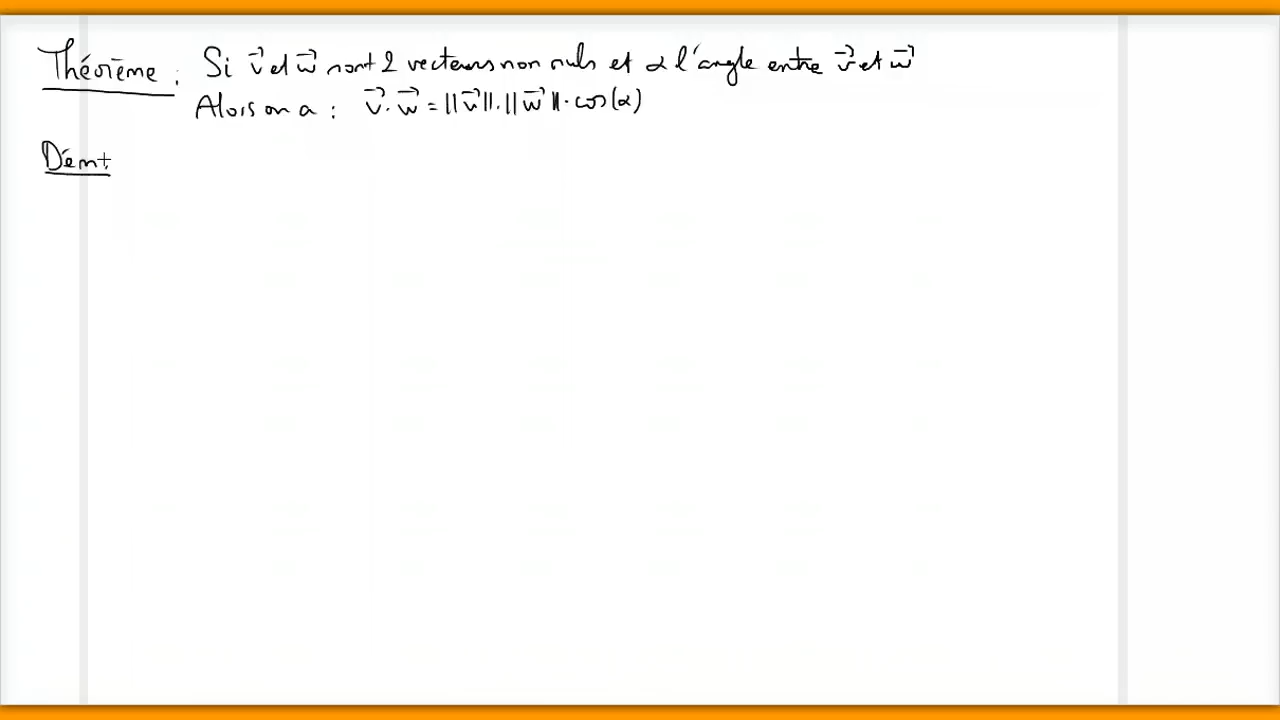 Théorème : Si v⃗ et w⃗ sont 2 vecteurs non nuls et α l'angle entre v⃗ et w⃗
Alors on a : v⃗ · w⃗ = ||v⃗|| · ||w⃗|| · cos(α)
Démt